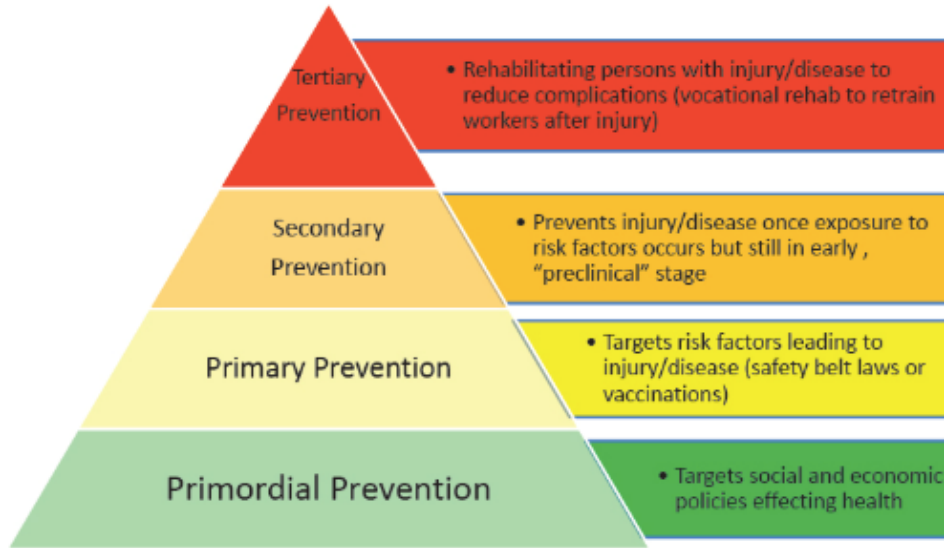 Tertiary
Prevention
• Rehabilitating persons with injury/disease to
reduce complications (vocational rehab to retrain
workers after injury)
Secondary
Prevention
• Prevents injury/disease once exposure to
risk factors occurs but still in early ,
“preclinical” stage
Primary Prevention
• Targets risk factors leading to
injury/disease (safety belt laws or
vaccinations)
Primordial Prevention
• Targets social and economic
policies effecting health